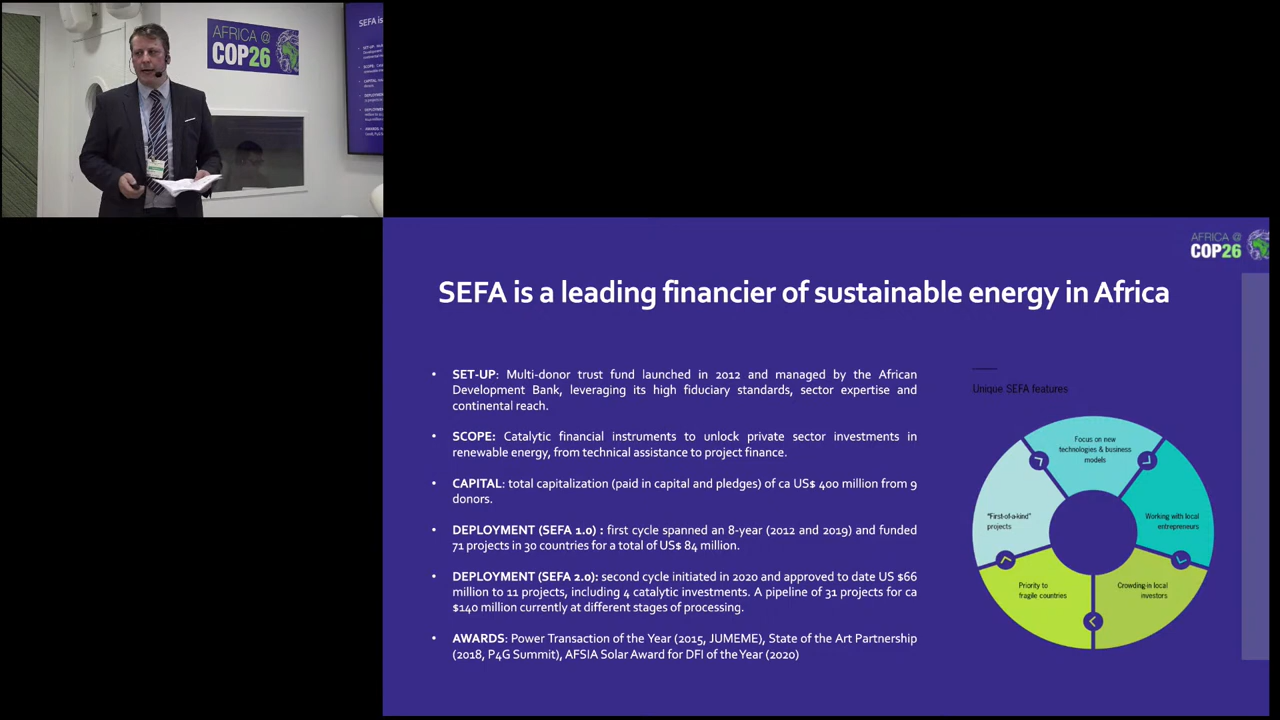 AFRICA @
COP26
SEFA is
AFRICA @
COP26
SEFA is a leading financier of sustainable energy in Africa
• SET-UP: Multi-donor trust fund launched in 2012 and managed by the African
Development Bank, leveraging its high fiduciary standards, sector expertise and
continental reach.
• SCOPE: Catalytic financial instruments to unlock private sector investments in
renewable energy, from technical assistance to project finance.
• CAPITAL: total capitalization (paid in capital and pledges) of ca US$ 400 million from 9
donors.
• DEPLOYMENT (SEFA 1.0) : first cycle spanned an 8-year (2012 and 2019) and funded
71 projects in 30 countries for a total of US$ 84 million.
• DEPLOYMENT (SEFA 2.0): second cycle initiated in 2020 and approved to date US $66
million to 11 projects, including 4 catalytic investments. A pipeline of 31 projects for ca
$140 million currently at different stages of processing.
• AWARDS: Power Transaction of the Year (2015, JUMEME), State of the Art Partnership
(2018, P4G Summit), AFSIA Solar Award for DFI of the Year (2020)
Unique SEFA features
Focus on new
technologies & business
models
Working with local
entrepreneurs
Crowding-in local
investors
Priority to
fragile countries
"First-of-a-kind"
projects